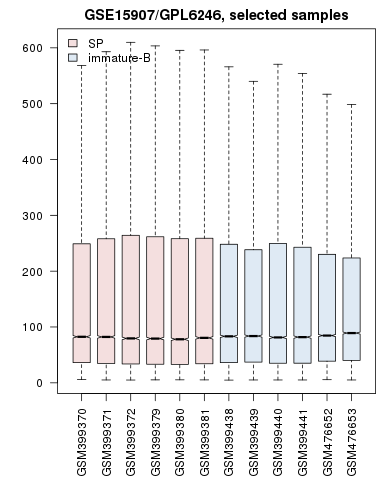 GSE15907/GPL6246, selected samples
SP
immature-B
600
500
400
300
200
100
0
GSM399370
GSM399371
GSM399372
GSM399379
GSM399380
GSM399381
GSM399438
GSM399439
GSM399440
GSM399441
GSM476652
GSM476653